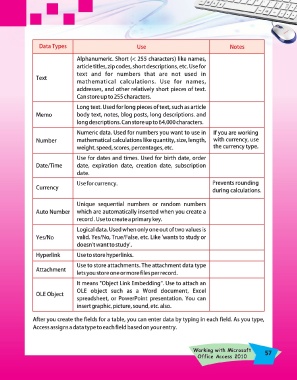 Data Types Use Notes
Alphanumeric. Short (< 255 characters) like names,
article titles, zip codes, short descriptions, etc. Use for
Text text and for numbers that are not used in
mathematical calculations. Use for names,
addresses, and other relatively short pieces of text.
Can store up to 255 characters.
Long text. Used for long pieces of text, such as article
Memo body text, notes, blog posts, long descriptions. and
long descriptions. Can store up to 64,000 characters.
Numeric data. Used for numbers you want to use in If you are working
Number mathematical calculations like quantity, size, length, with currency, use
weight, speed, scores, percentages, etc. the currency type.
Use for dates and times. Used for birth date, order
Date/Time date, expiration date, creation date, subscription
date.
Currency Use for currency. Prevents rounding
during calculations.
Unique sequential numbers or random numbers
Auto Number which are automatically inserted when you create a
record . Use to create a primary key.
Logical data. Used when only one out of two values is
Yes/No valid. Yes/No, True/False, etc. Like 'wants to study or
doesn't want to study'.
Hyperlink Use to store hyperlinks.
Attachment Use to store attachments. The attachment data type
lets you store one or more files per record.
It means "Object Link Embedding". Use to attach an
OLE Object OLE object such as a Word document, Excel
spreadsheet, or PowerPoint presentation. You can
insert graphic, picture, sound, etc. also.
After you create the fields for a table, you can enter data by typing in each field. As you type,
Access assigns a data type to each field based on your entry.
Working with Microsoft
Office Access 2010 57